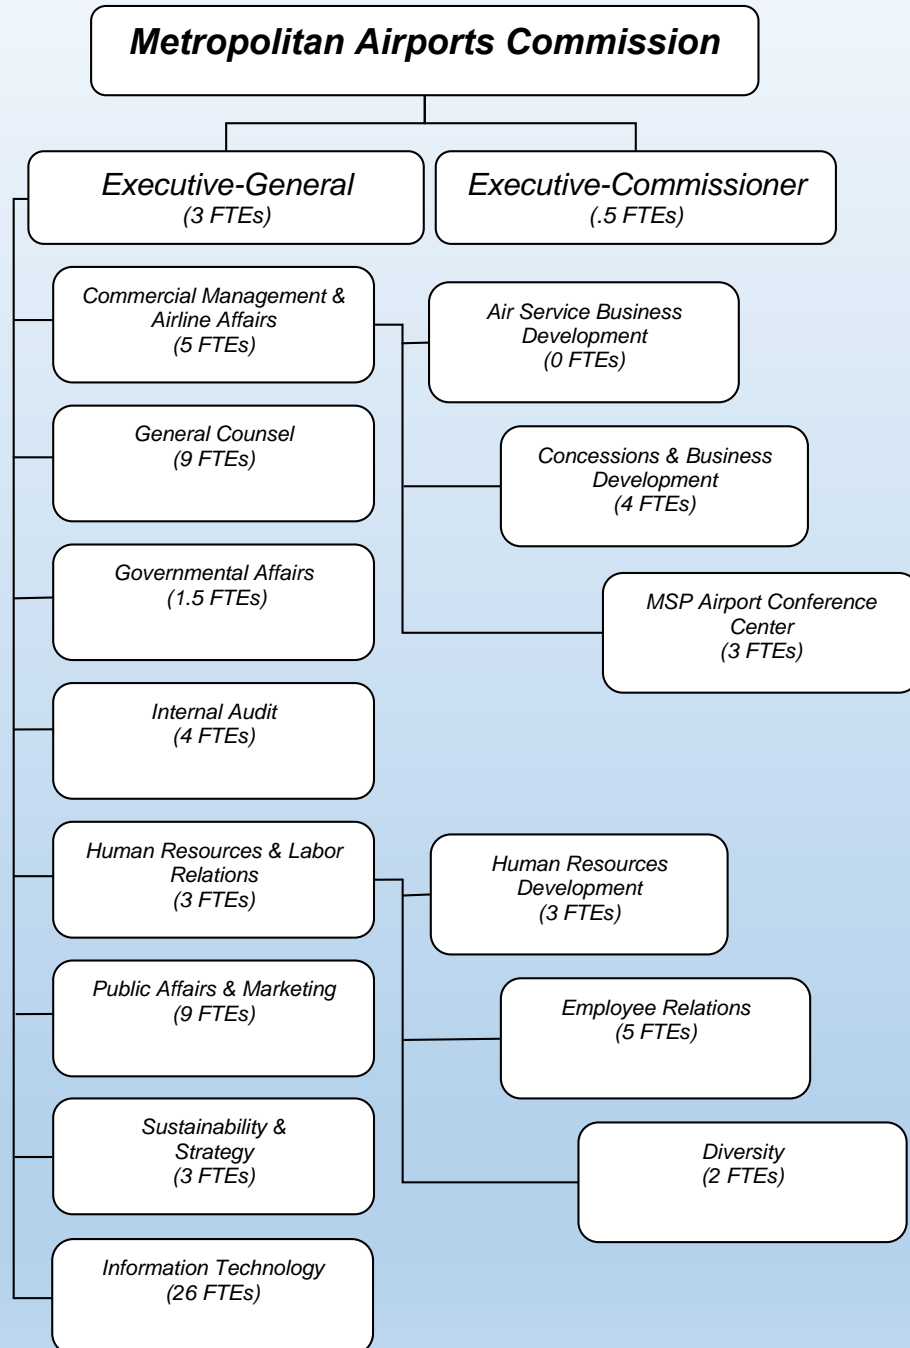 Metropolitan Airports Commission
Executive-General
(3 FTEs)
Executive-Commissioner
(.5 FTEs)
Commercial Management &
Airline Affairs
(5 FTEs)
Air Service Business
Development
(0 FTEs)
General Counsel
(9 FTEs)
Concessions & Business
Development
(4 FTEs)
Governmental Affairs
(1.5 FTEs)
MSP Airport Conference
Center
(3 FTEs)
Internal Audit
(4 FTEs)
Human Resources & Labor
Relations
(3 FTEs)
Human Resources
Development
(3 FTEs)
Public Affairs & Marketing
(9 FTEs)
Employee Relations
(5 FTEs)
Sustainability &
Strategy
(3 FTEs)
Diversity
(2 FTEs)
Information Technology
(26 FTEs)